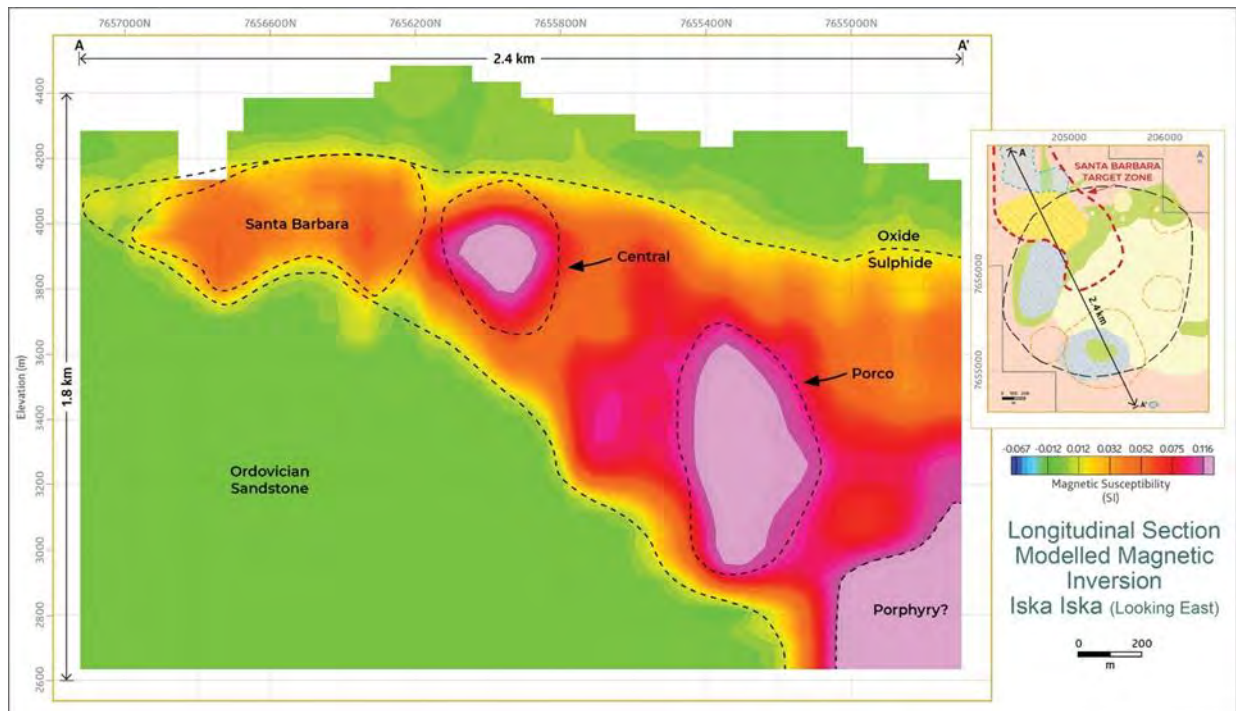 7657000N
7656600N
7656200N
7655800N
7655400N
7655000N
A
2.4 km
A'
4400
4200
4000
3800
3600
3400
3200
3000
2800
2600
Elevation (m)
1.8 km
Santa Barbara
Central
Oxide
Sulphide
Porco
Ordovician
Sandstone
Porphyry?
205000
206000
7656000
7655000
A
SANTA BARBARA
TARGET ZONE
2.4 km
A'
m
-0.067 -0.012 0.012 0.032 0.052 0.075 0.116
Magnetic Susceptibility
(SI)
Longitudinal Section
Modelled Magnetic
Inversion
Iska Iska (Looking East)
0 200
m